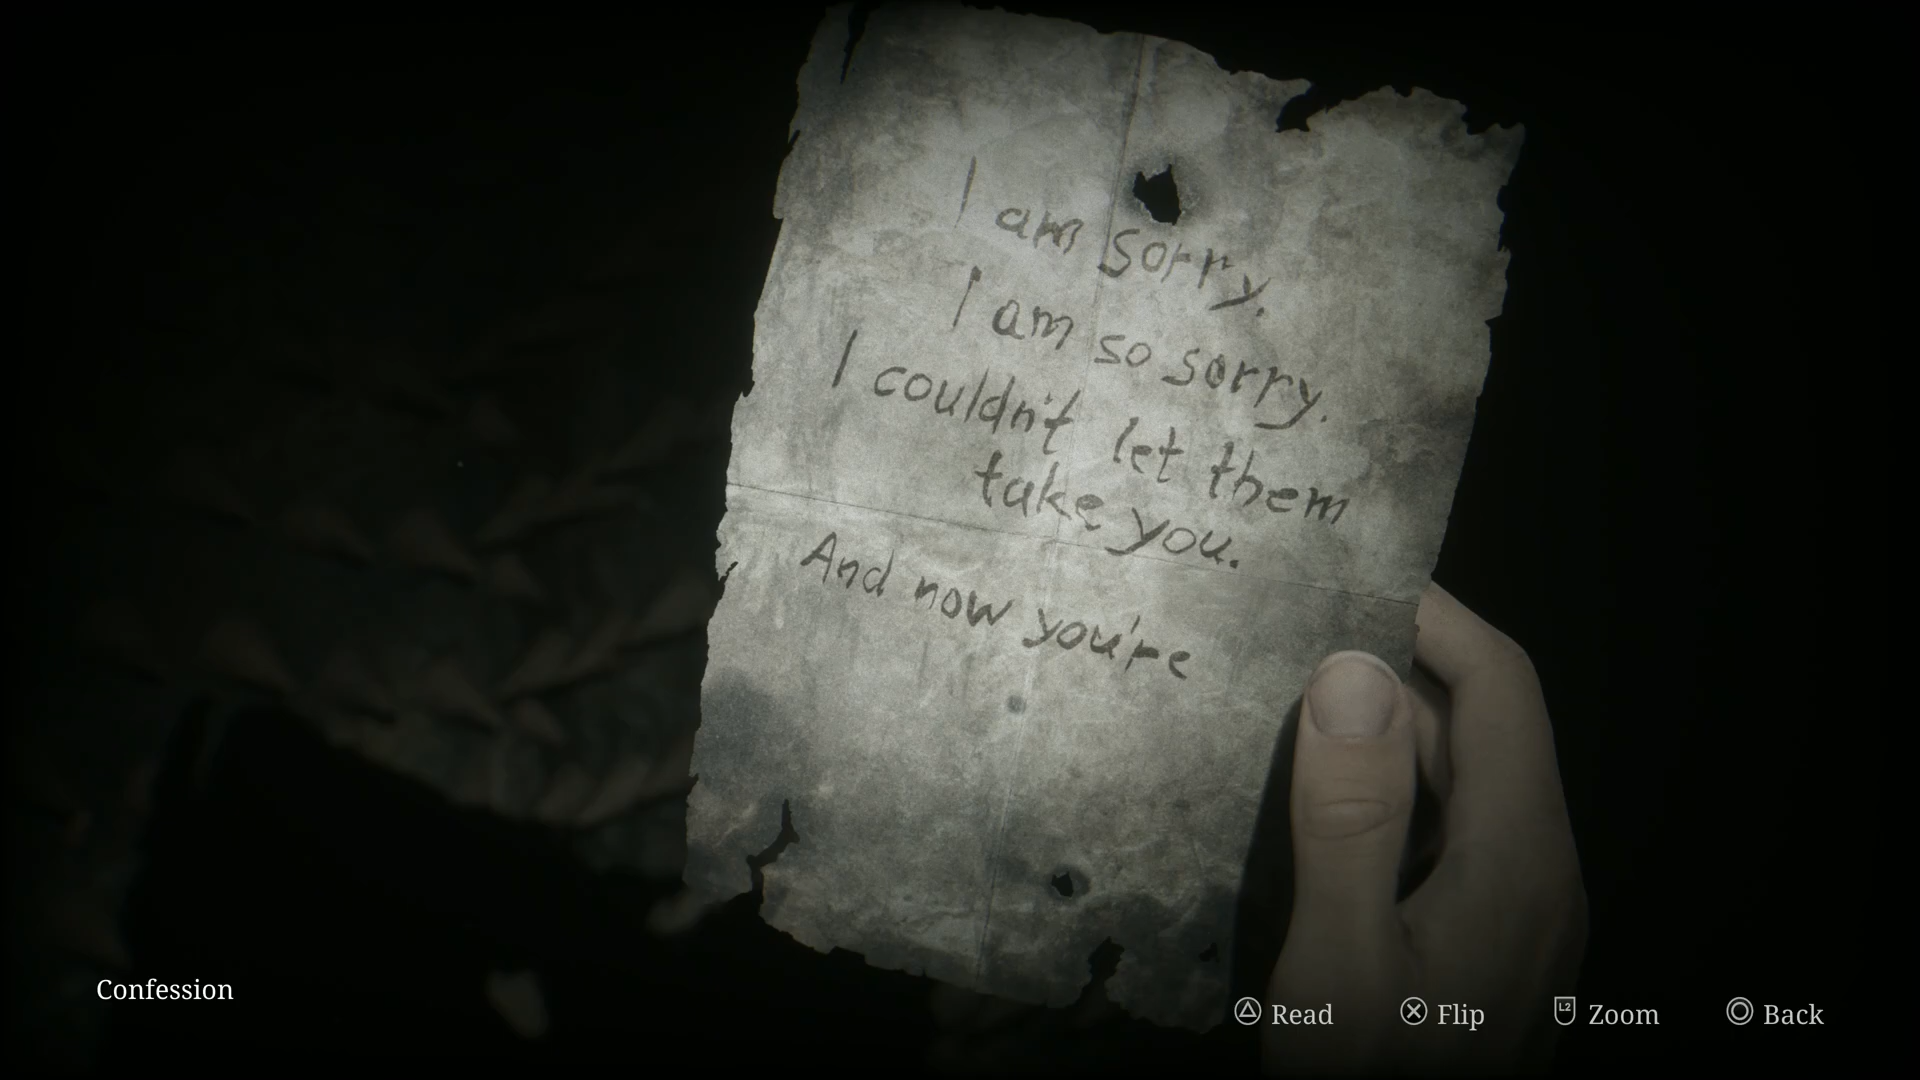 I am sorry.
I am so sorry.
I couldn't let them
take you.
And now you're
Confession
Read
Flip
L2 Zoom
Back